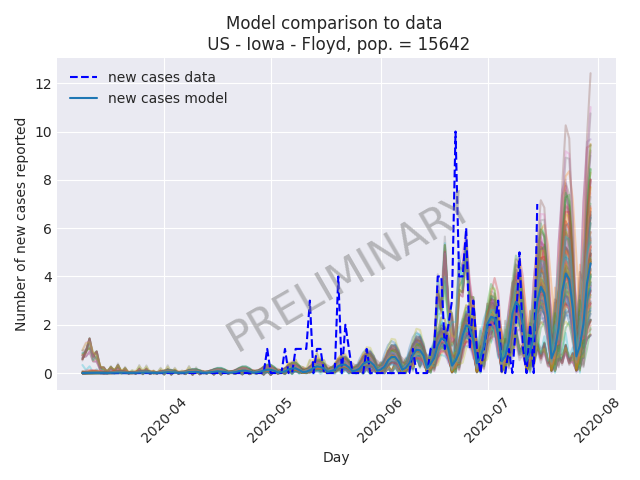 Model comparison to data
US - Iowa - Floyd, pop. = 15642
new cases data
new cases model
PRELIMINARY
Number of new cases reported
12
10
8
6
4
2
0
2020-04
2020-05
2020-06
2020-07
2020-08
Day